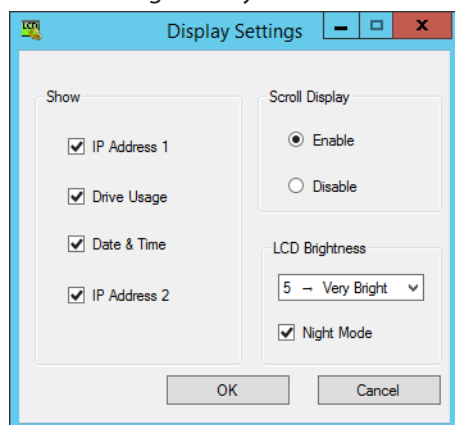 LCD
Display Settings
Show
IP Address 1
Drive Usage
Date & Time
IP Address 2
Scroll Display
Enable
Disable
LCD Brightness
5 → Very Bright
Night Mode
OK
Cancel